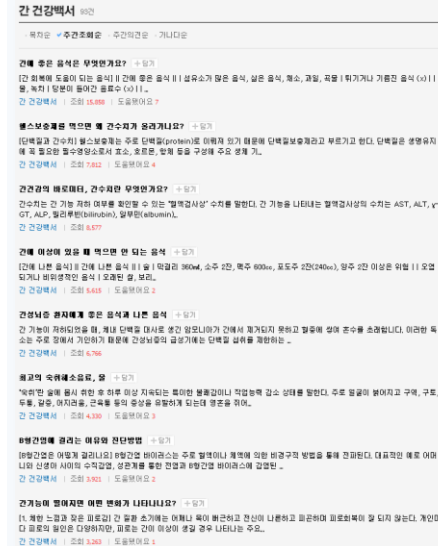 간 건강백서 90건
목차순 ✔주간조회순 주간의견순 가나다순
간에 좋은 음식은 무엇인가요? +담기
[간 회복에 도움이 되는 음식] || 간에 좋은 음식 || | 섬유소가 많은 음식, 싫은 음식, 채소, 과일, 곡물 | 튀기거나 기름진 음식 (x) | |
물, 녹차 | 당분이 들어간 음료수 (x) | |...
간 건강백서 | 조회 15,858 | 도움됐어요 7
헬스보충제를 먹으면 왜 간수치가 올라가나요? +담기
[단백질과 간수치] 헬스보충제는 주로 단백질(protein)로 이뤄져 있기 때문에 단백질보충제라고 부르기고 한다. 단백질은 생명유지
에 꼭 필요한 필수영양소로서 효소, 호르몬, 항체 등을 구성해 주요 생체 기...
간 건강백서 | 조회 7,812 | 도움됐어요 4
간건강의 바로미터, 간수치란 무엇인가요? +담기
간수치는 간 기능 저하 여부를 확인할 수 있는 "혈액검사상" 수치를 말한다. 간 기능을 나타내는 혈액검사상의 수치는 AST, ALT, γ-
GT, ALP, 빌리루빈(bilirubin), 알부민(albumin)...
간 건강백서 | 조회 8,577
간에 이상이 있을 때 먹으면 안 되는 음식 +담기
[간에 나쁜 음식] || 간에 나쁜 음식 || | 술 | 막걸리 360ml, 소주 2잔, 맥주 600cc, 포도주 2잔(240cc), 양주 2잔 이상은 위험 | | 오염
되거나 비위생적인 음식 | 오래된 쌀, 보리...
간 건강백서 | 조회 5,615 | 도움됐어요 2
간성뇌증 환자에게 좋은 음식과 나쁜 음식 +담기
간 기능이 저하되었을 때, 체내 단백질 대사로 생긴 암모니아가 간에서 제거되지 못하고 혈중에 쌓여 혼수를 초래합니다. 이러한 독
소는 주로 장에서 기인하기 때문에 간성뇌증의 급성기에는 단백질 섭취를 제한하는 ...
간 건강백서 | 조회 6,766
최고의 숙취해소음료, 물 +담기
"숙취"란 술에 몹시 취한 후 하루 이상 지속되는 특이한 불쾌감이나 작업능력 감소 상태를 말한다. 주로 얼굴이 붉어지고 구역, 구토,
두통, 갈증, 어지러움, 근육통 등의 증상을 유발하게 되는데 영혼을 쥐어...
간 건강백서 | 조회 4,330 | 도움됐어요 3
B형간염에 걸리는 이유와 진단방법 +담기
[B형간염은 어떻게 걸리나요] B형간염 바이러스는 주로 혈액이나 체액에 의한 비경구적 방법을 통해 전파된다. 대표적인 예로 어머
니와 신생아 사이의 수직감염, 성관계를 통한 전염과 B형간염 바이러스에 감염된 ...
간 건강백서 | 조회 3,921 | 도움됐어요 2
간기능이 떨어지면 어떤 변화가 나타나나요? +담기
[1. 체한 느낌과 잦은 피로감] 간 질환 초기에는 어깨나 목이 뻐근하고 전신이 나른하고 피곤하며 피로회복이 잘 되지 않는다. 개인마
다 피로의 원인은 다양하지만, 피로는 간이 이상이 생길 경우 나타나는 주요...
간 건강백서 | 조회 3,263 | 도움됐어요 1